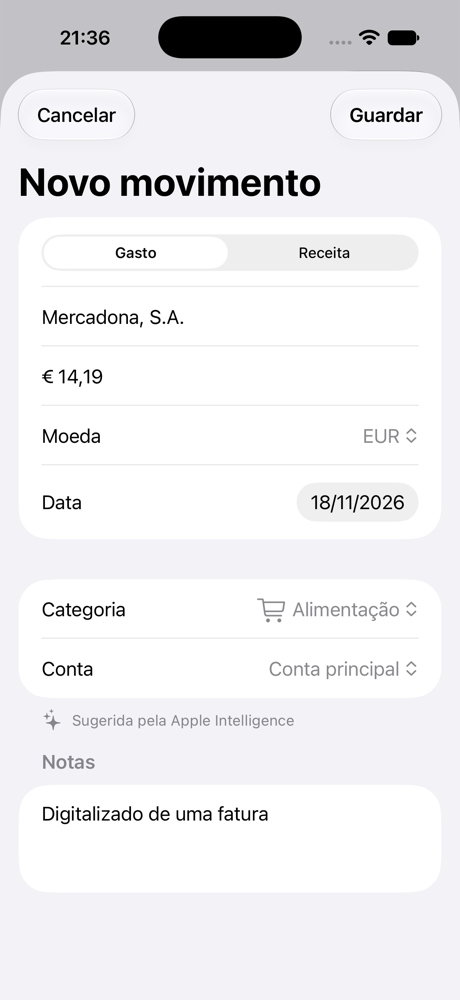 21:36
Cancelar
Guardar
Novo movimento
Gasto
Receita
Mercadona, S.A.
€ 14,19
Moeda
EUR
Data
18/11/2026
Categoria
Alimentação
Conta
Conta principal
Sugerida pela Apple Intelligence
Notas
Digitalizado de uma fatura